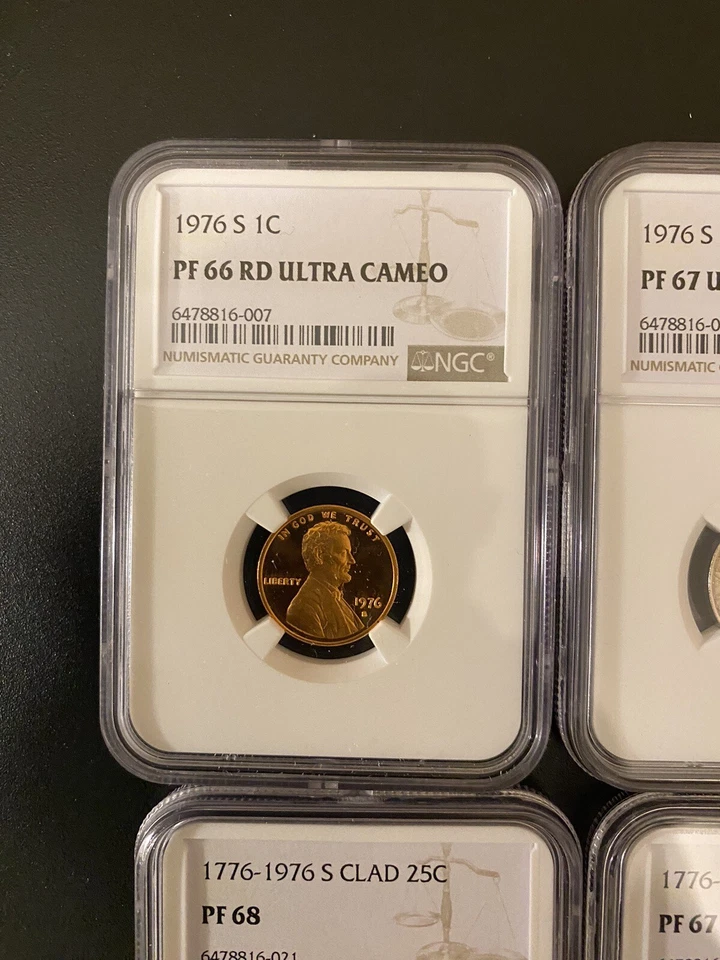 1976 S 1C
PF 66 RD ULTRA CAMEO
6478816-007
NUMISMATIC GUARANTY COMPANY
NGC®
IN GOD WE TRUST
LIBERTY
1976
S
1976 S
PF 67 U
6478816-0
NUMISMATIC
1776-1976 S CLAD 25C
PF 68
6478816-021
1776-
PF 67